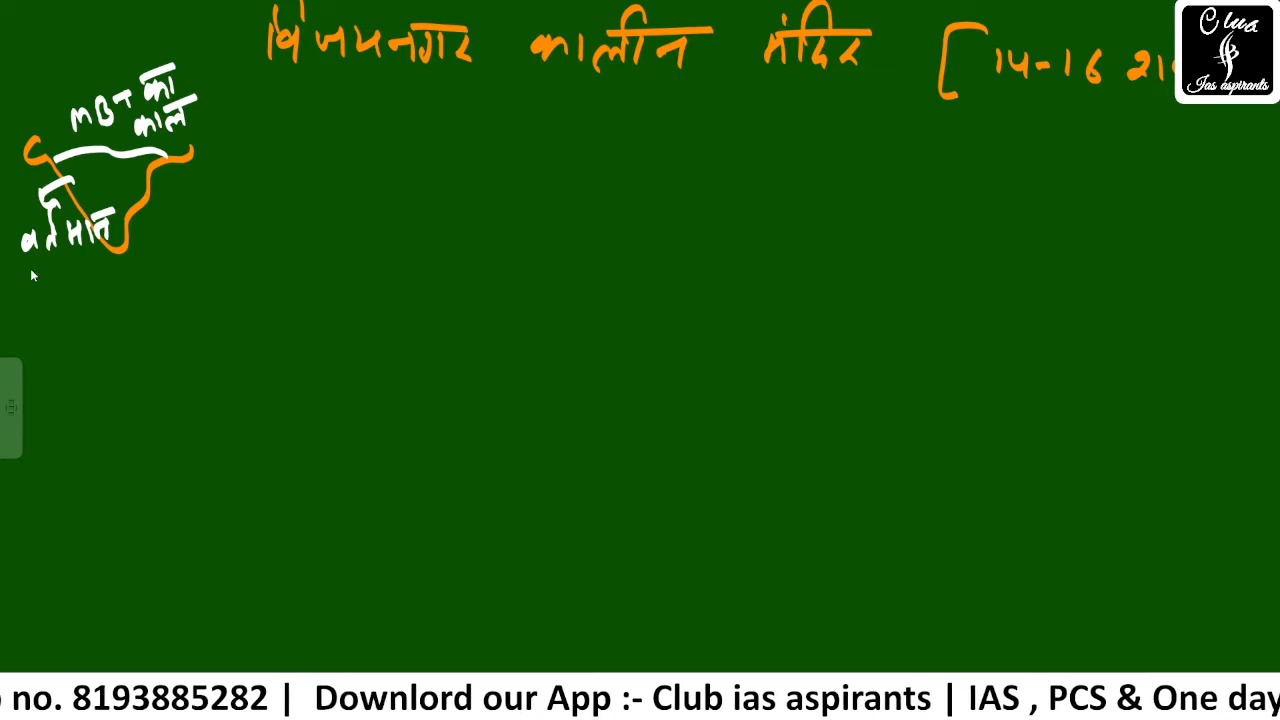 विजयनगर कालीन मंदिर [14-16 श
MBT का
काल
वर्तमान
Club
Ias aspirants
o no. 8193885282 | Downlord our App :- Club ias aspirants | IAS , PCS & One day